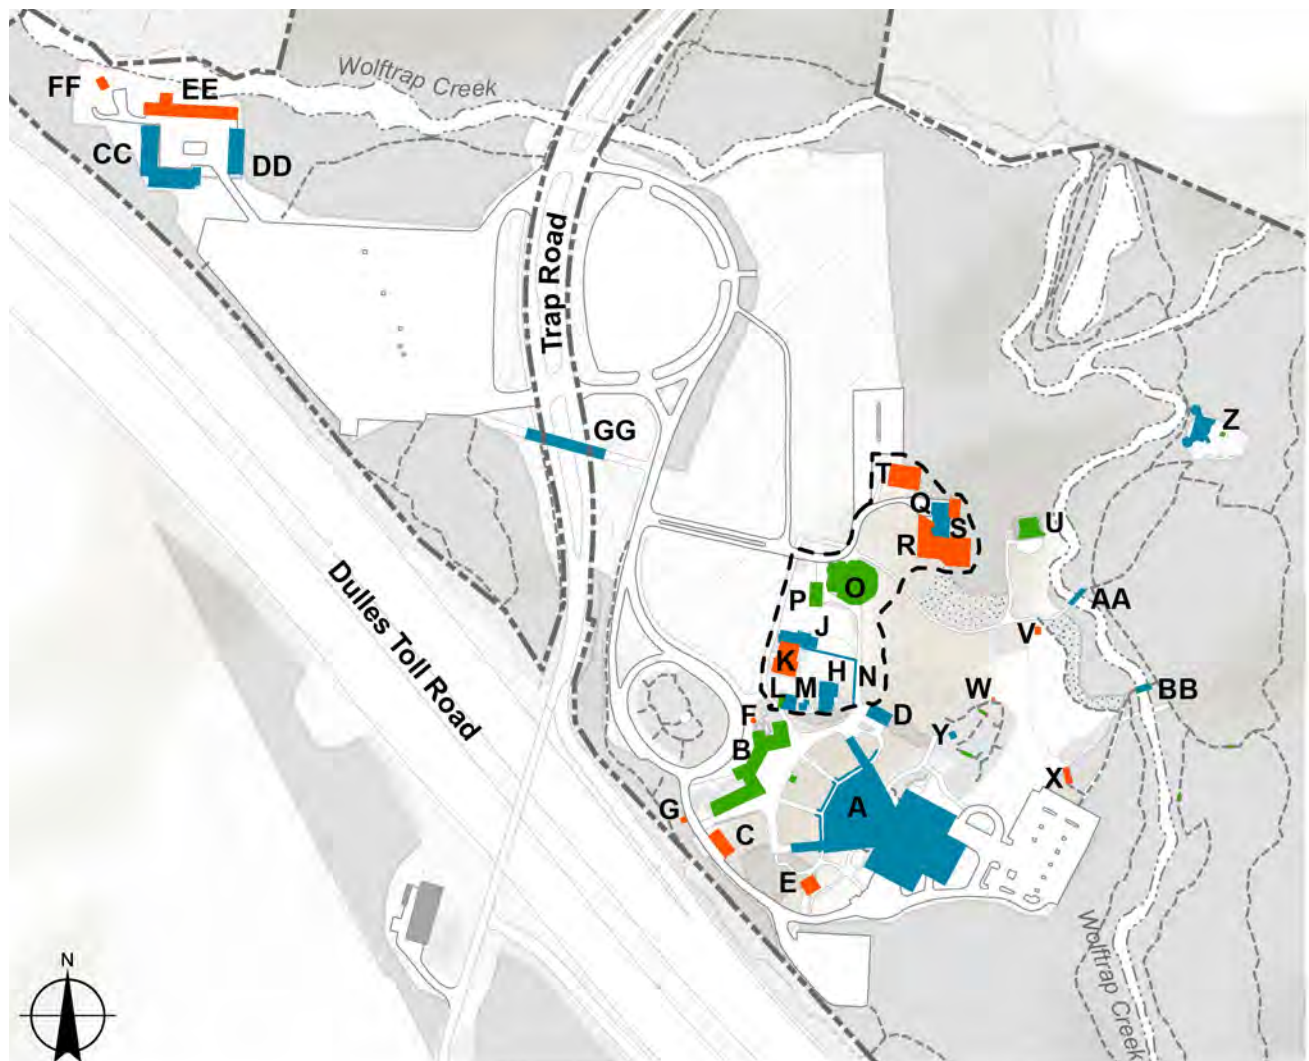 Wolftrap Creek
FF
EE
CC
DD
Trap Road
GG
Z
T
Q
S
U
R
O
P
AA
J
V
K
H
N
L
M
W
BB
F
D
Y
B
X
A
G
C
E
Dulles Toll Road
Wolftrap Creek
N